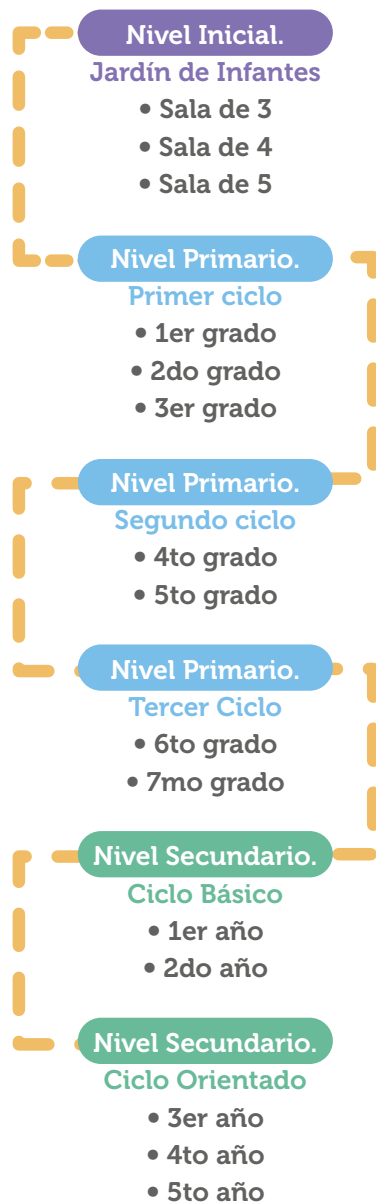 Nivel Inicial.
Jardín de Infantes
• Sala de 3
• Sala de 4
• Sala de 5
Nivel Primario.
Primer ciclo
• 1er grado
• 2do grado
• 3er grado
Nivel Primario.
Segundo ciclo
• 4to grado
• 5to grado
Nivel Primario.
Tercer Ciclo
• 6to grado
• 7mo grado
Nivel Secundario.
Ciclo Básico
• 1er año
• 2do año
Nivel Secundario.
Ciclo Orientado
• 3er año
• 4to año
• 5to año